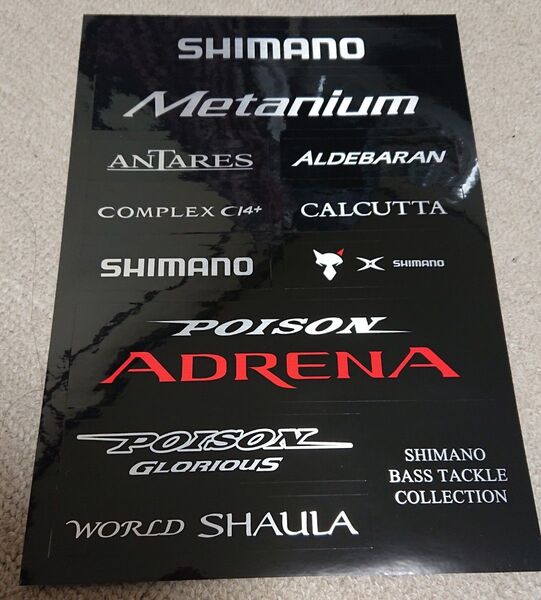 SHIMANO
Metanium
ANTARES
ALDEBARAN
COMPLEX CI4+
CALCUTTA
SHIMANO
SHIMANO
POISON
ADRENA
POISON
GLORIOUS
SHIMANO
BASS TACKLE
COLLECTION
WORLD SHAULA